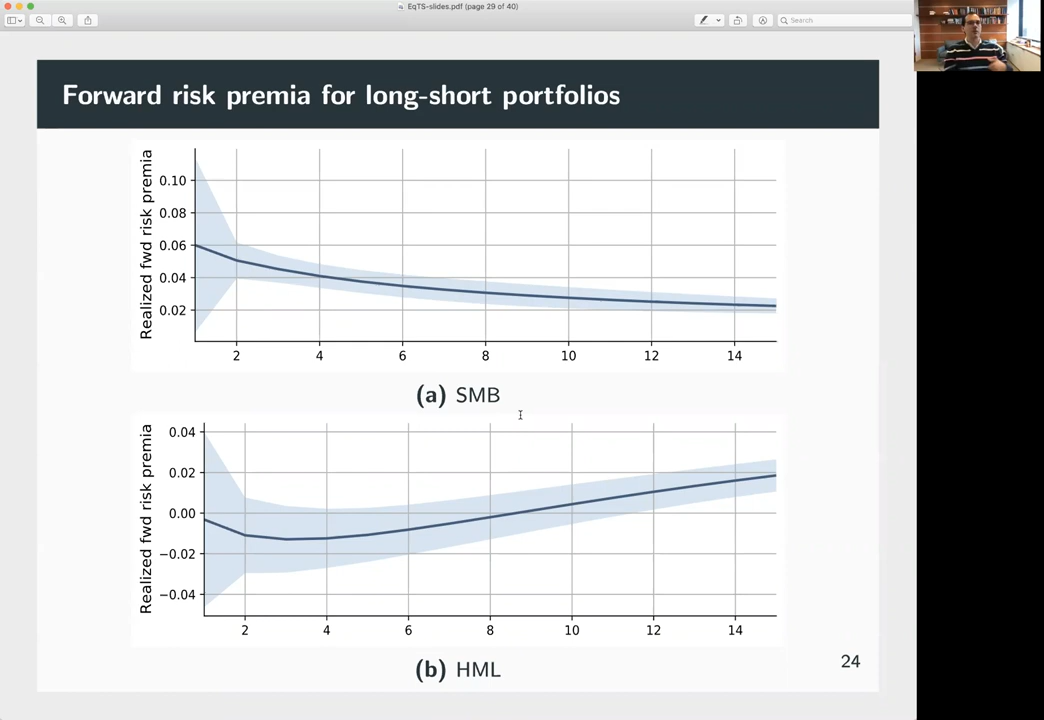 EqTS-slides.pdf (page 29 of 40)
Search
Forward risk premia for long-short portfolios
Realized fwd risk premia
0.10
0.08
0.06
0.04
0.02
2 4 6 8 10 12 14
(a) SMB
Realized fwd risk premia
0.04
0.02
0.00
−0.02
−0.04
2 4 6 8 10 12 14
(b) HML
24